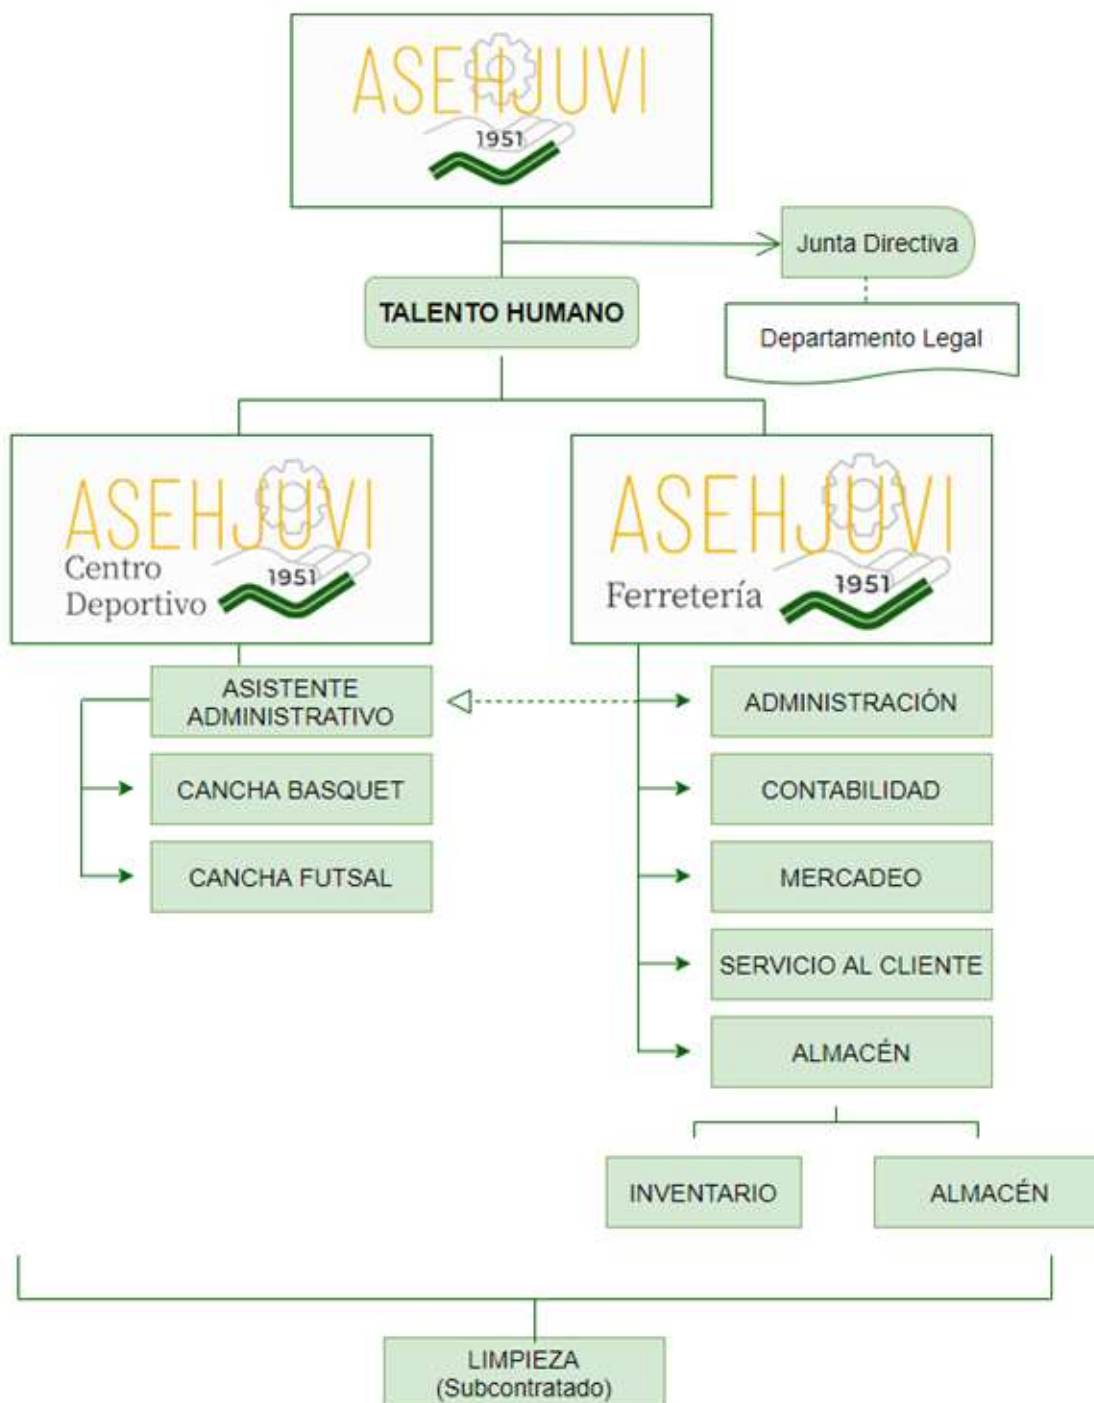 ASEHJUVI
1951
Junta Directiva
TALENTO HUMANO
Departamento Legal
ASEHJUVI
Centro
Deportivo
1951
ASEHJUVI
Ferretería
1951
ASISTENTE
ADMINISTRATIVO
CANCHA BASQUET
CANCHA FUTSAL
ADMINISTRACIÓN
CONTABILIDAD
MERCADEO
SERVICIO AL CLIENTE
ALMACÉN
INVENTARIO
ALMACÉN
LIMPIEZA
(Subcontratado)